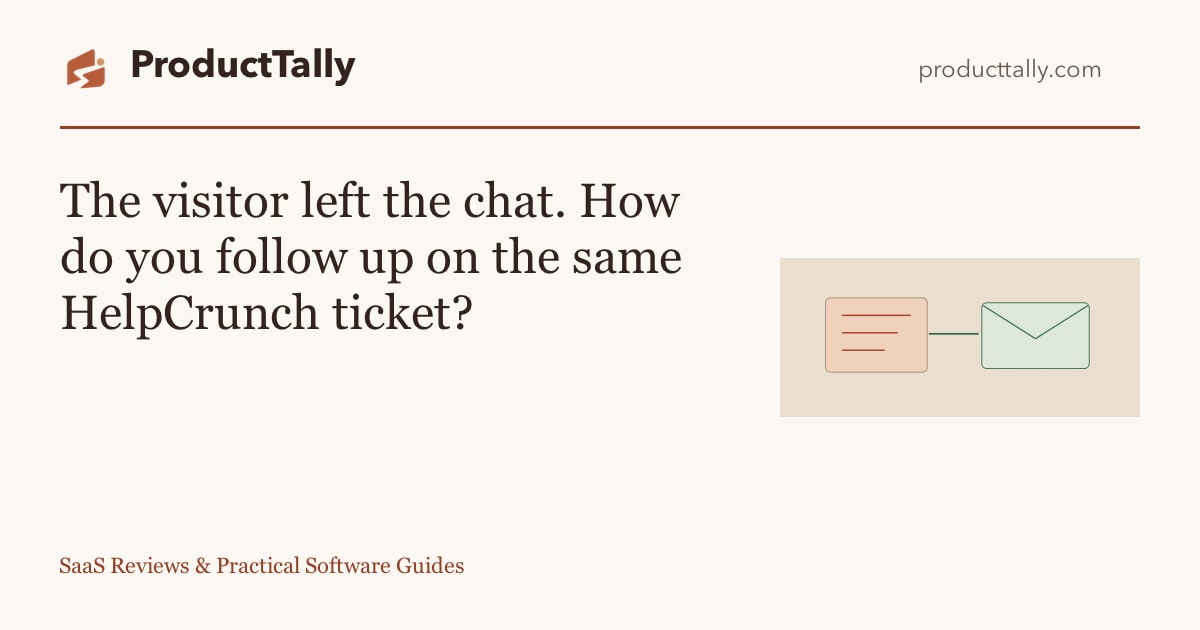 ProductTally
producttally.com
The visitor left the chat. How
do you follow up on the same
HelpCrunch ticket?
SaaS Reviews & Practical Software Guides